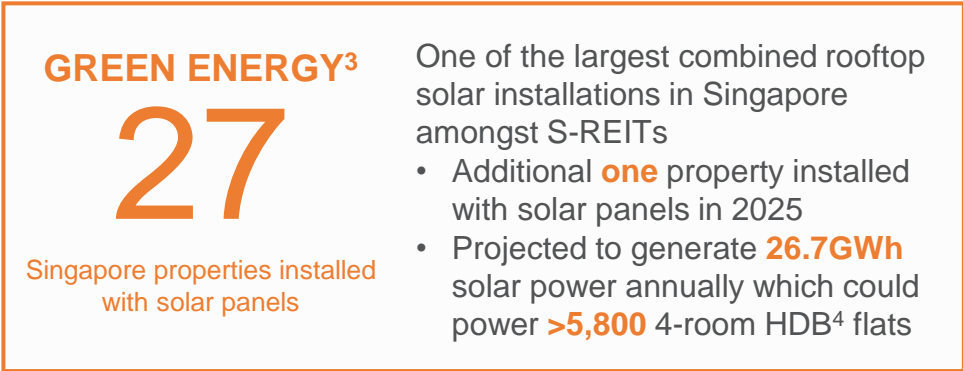 GREEN ENERGY³
27
Singapore properties installed
with solar panels
One of the largest combined rooftop
solar installations in Singapore
amongst S-REITs
• Additional one property installed
with solar panels in 2025
• Projected to generate 26.7GWh
solar power annually which could
power >5,800 4-room HDB⁴ flats